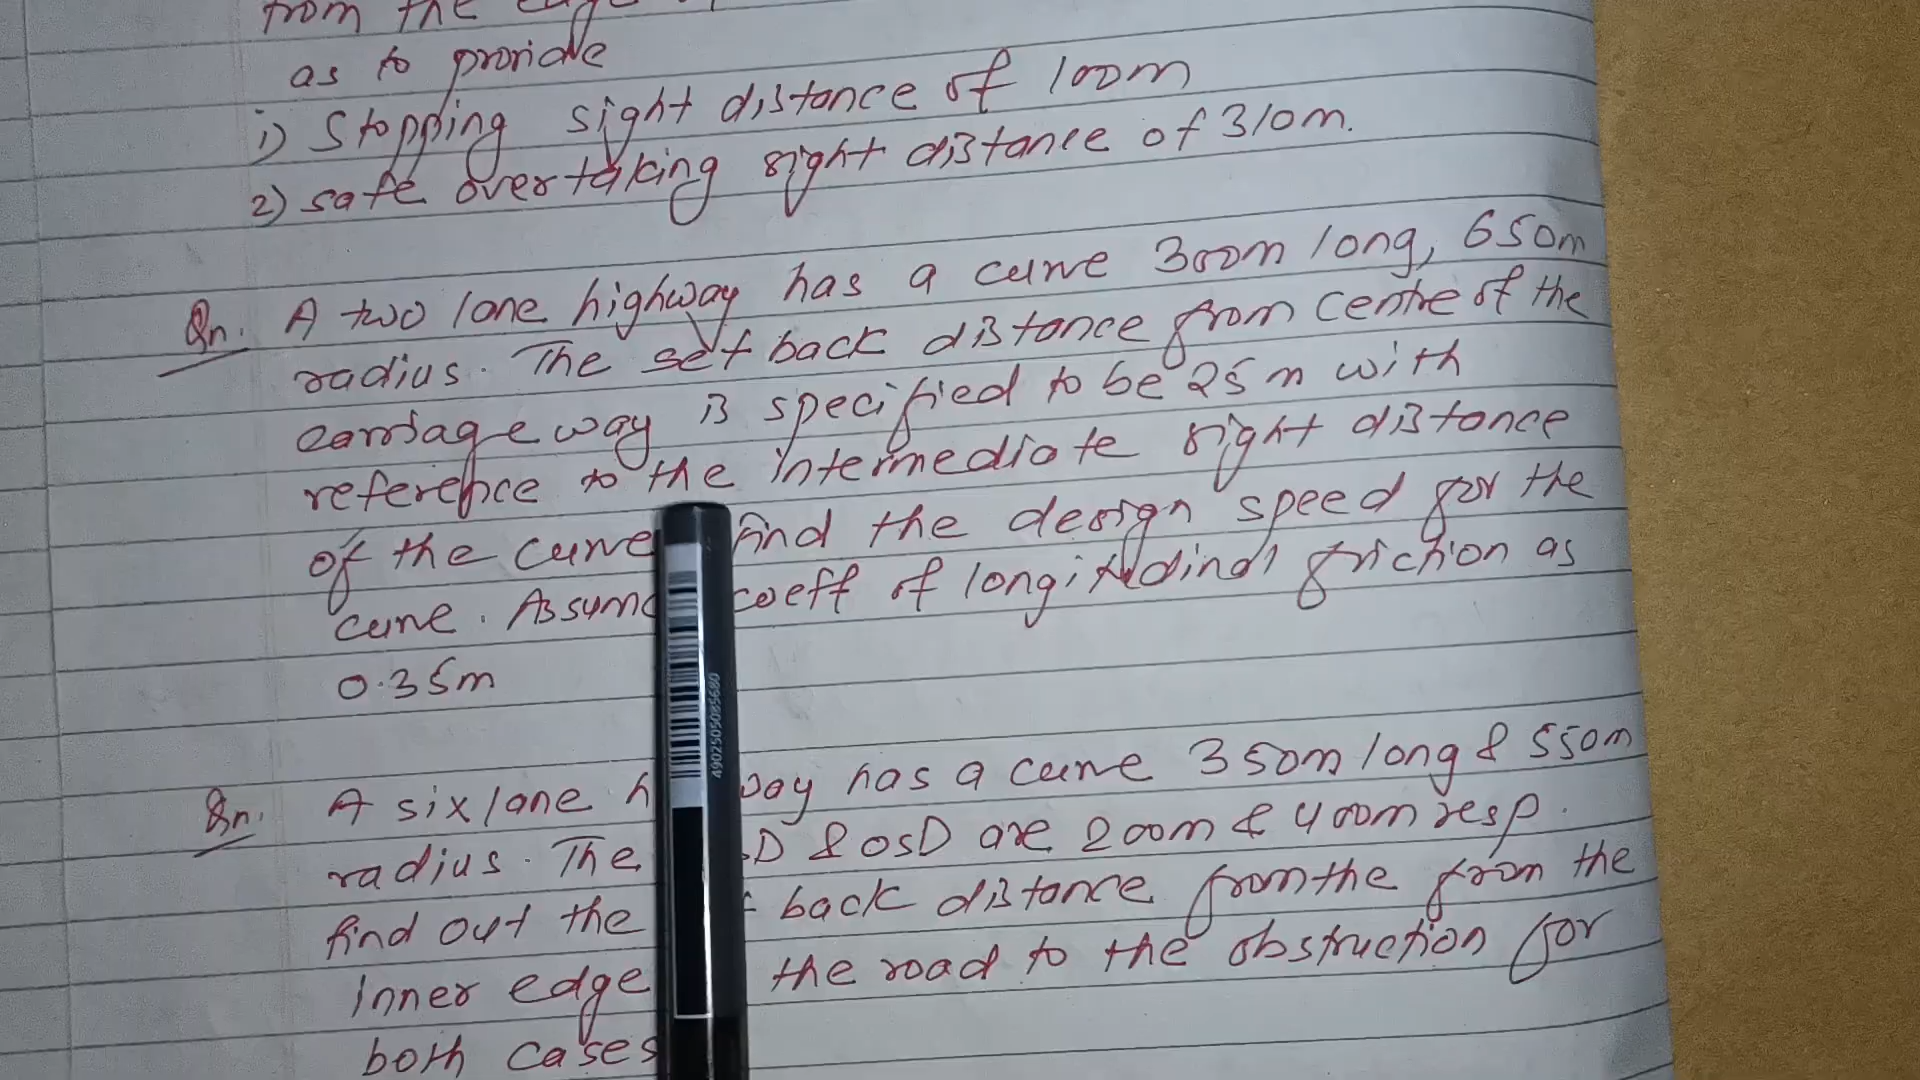 from the edge
as to provide
1) Stopping sight distance of 100m
2) safe overtaking sight distance of 310m.
Qn. A two lane highway has a curve 300m long, 650m
radius. The set back distance from centre of the
carriage way is specified to be 25m with
reference to the intermediate sight distance
of the curve find the design speed for the
curve. Assume coeff of longitudinal friction as
0.35m
Qn. A six lane h way has a curve 350m long & 550m
radius. The SD & OSD are 200m & 400m resp.
find out the back distance from the from the
inner edge the road to the obstruction for
both cases
4902505085680